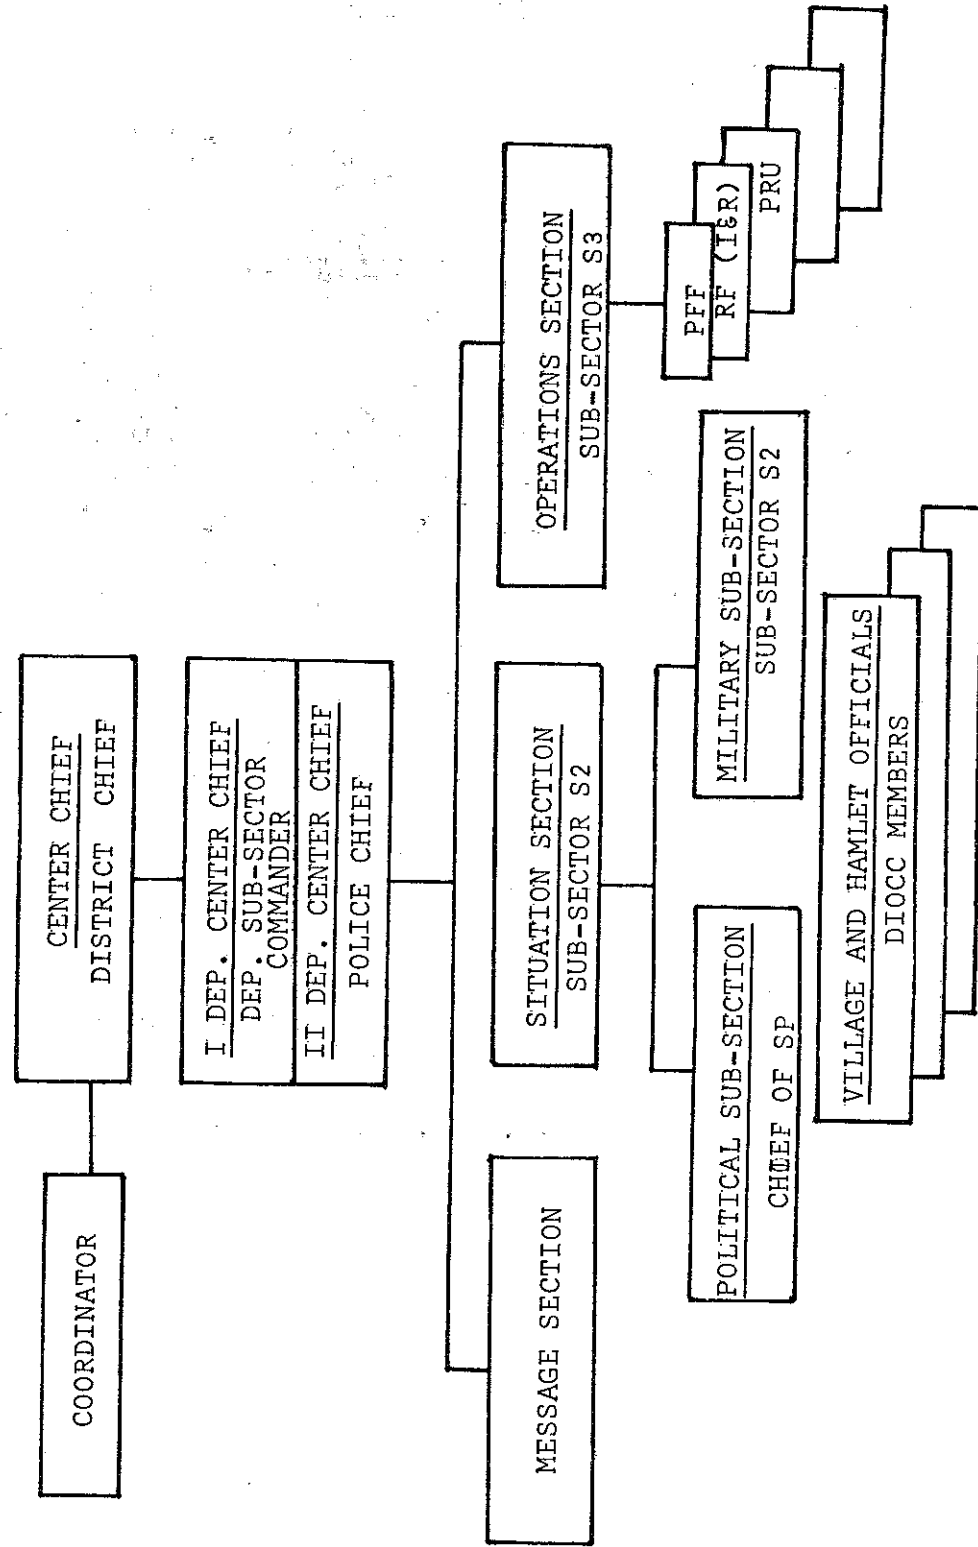 COORDINATOR
CENTER CHIEF
DISTRICT CHIEF
I DEP. CENTER CHIEF
DEP. SUB-SECTOR
COMMANDER
II DEP. CENTER CHIEF
POLICE CHIEF
MESSAGE SECTION
SITUATION SECTION
SUB-SECTOR S2
OPERATIONS SECTION
SUB-SECTOR S3
POLITICAL SUB-SECTION
CHIEF OF SP
MILITARY SUB-SECTION
SUB-SECTOR S2
PFF
RF (I&R)
PRU
VILLAGE AND HAMLET OFFICIALS
DIOCC MEMBERS